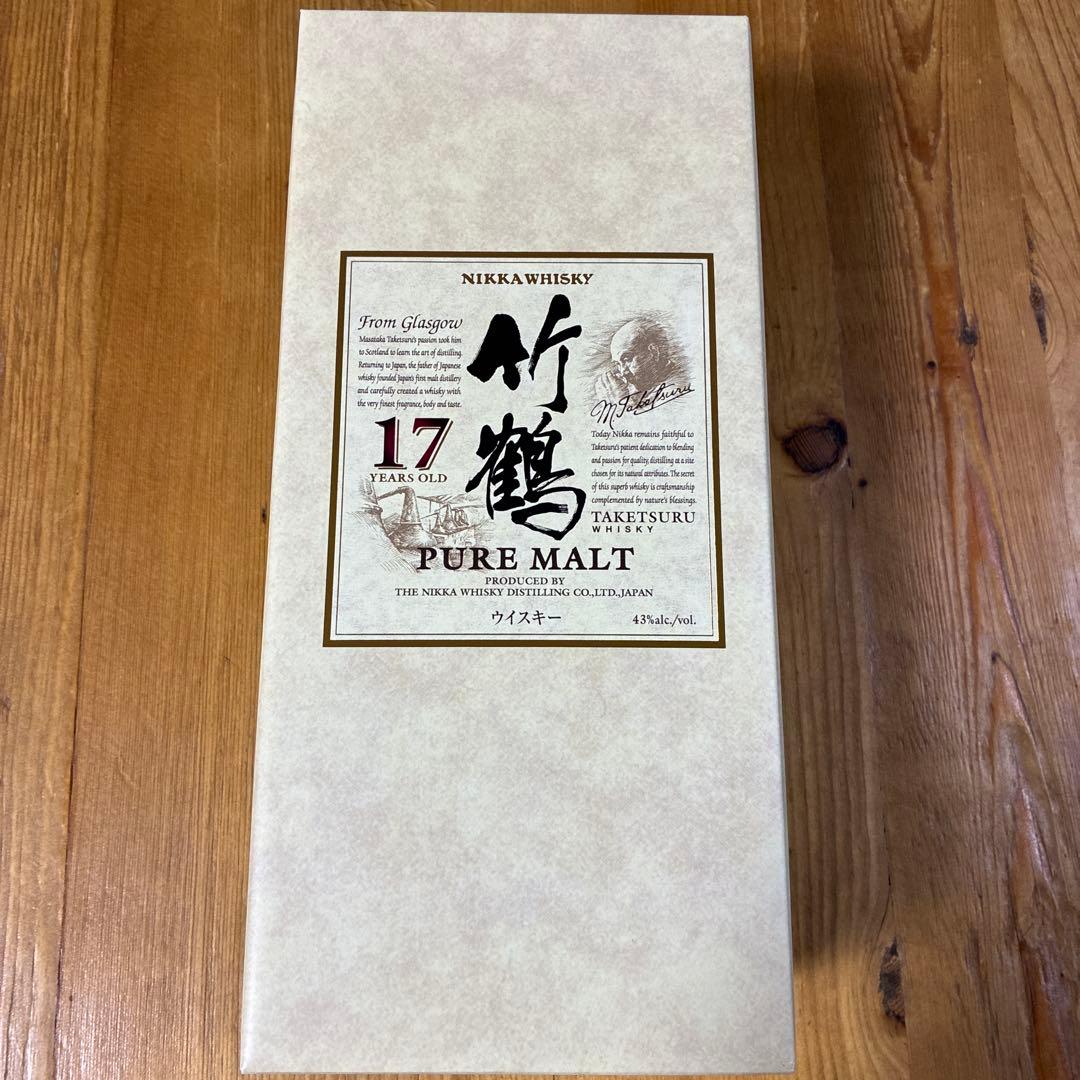 NIKKA WHISKY
竹鶴
From Glasgow
Masataka Taketsuru's passion took him
to Scotland to learn the art of distilling.
Returning to Japan, the father of Japanese
whisky founded Japan's first malt distillery
and carefully created a whisky with
the very finest fragrance, body and taste.
17
YEARS OLD
M. Taketsuru
Today Nikka remains faithful to
Taketsuru's patient dedication to blending
and passion for quality, distilling at a site
chosen for its natural attributes. The secret
of this superb whisky is craftsmanship
complemented by nature's blessings.
TAKETSURU
WHISKY
PURE MALT
PRODUCED BY
THE NIKKA WHISKY DISTILLING CO.,LTD.,JAPAN
ウイスキー
43%alc./vol.